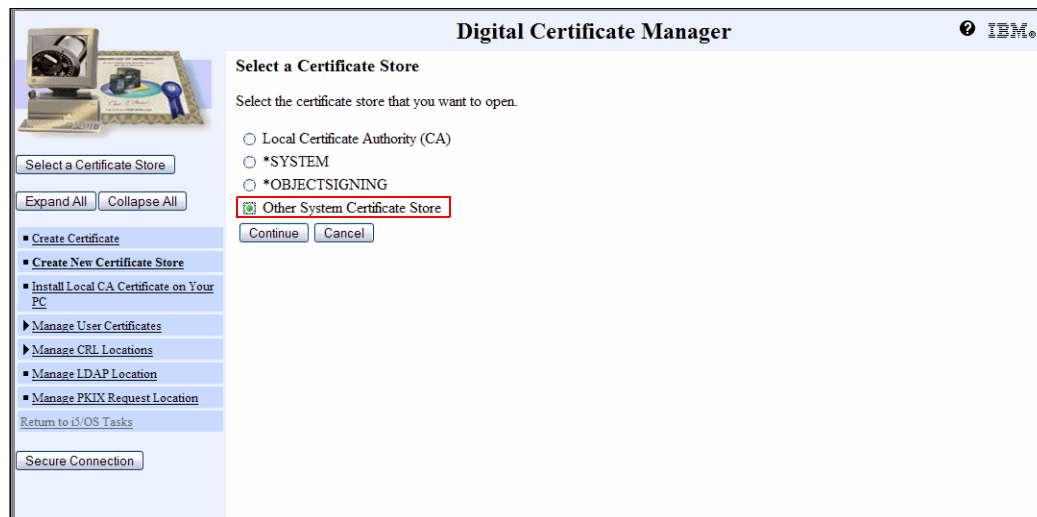 Digital Certificate Manager
IBM®
Select a Certificate Store
Expand All
Collapse All
Create Certificate
Create New Certificate Store
Install Local CA Certificate on Your
PC
Manage User Certificates
Manage CRL Locations
Manage LDAP Location
Manage PKIX Request Location
Return to i5/OS Tasks
Secure Connection
Select a Certificate Store
Select the certificate store that you want to open.
Local Certificate Authority (CA)
*SYSTEM
*OBJECTSIGNING
Other System Certificate Store
Continue
Cancel